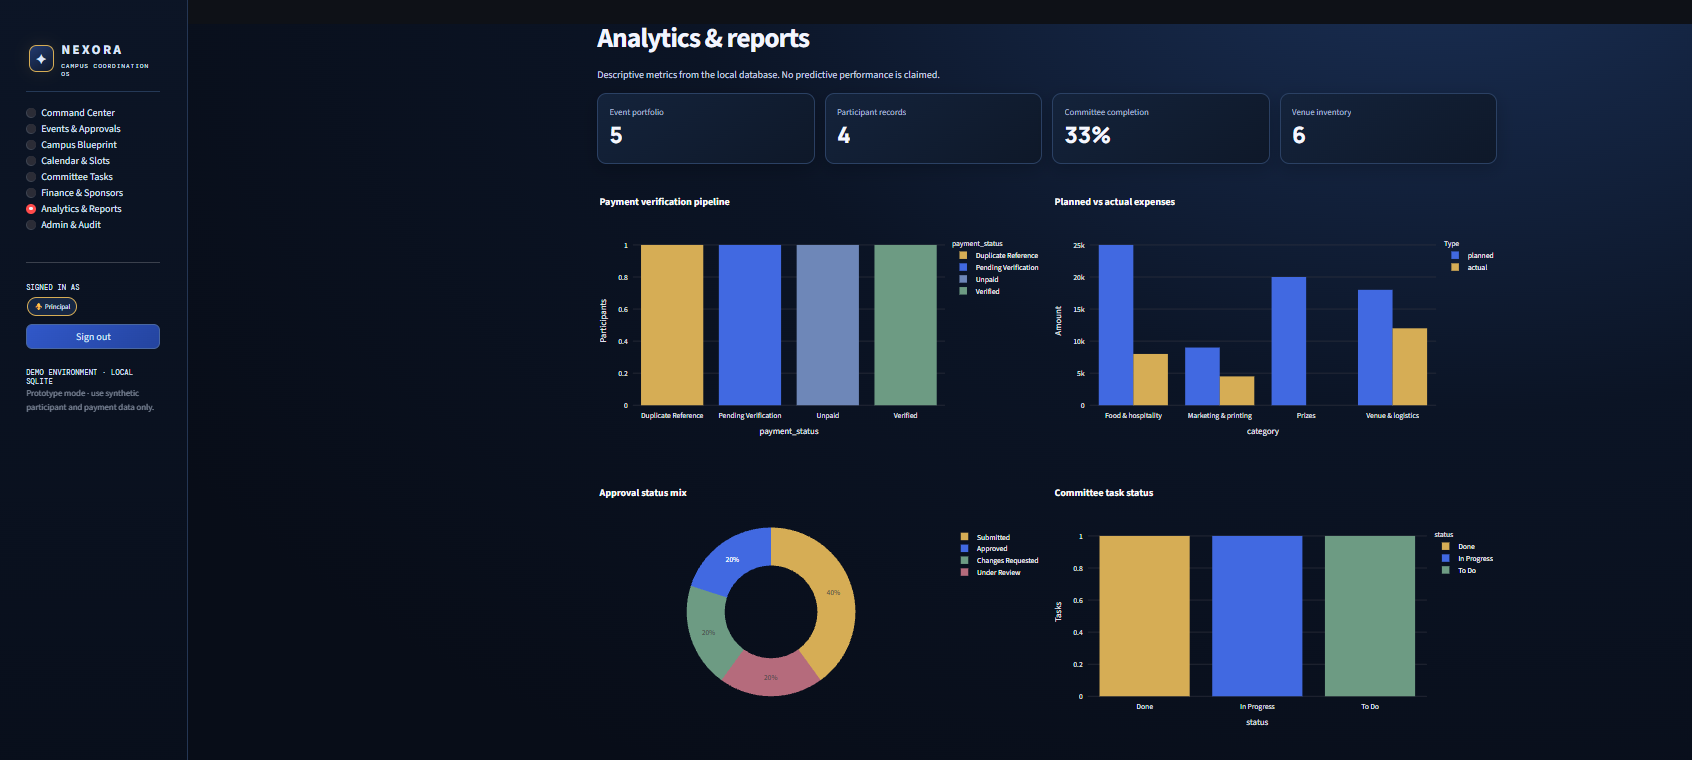 NEXORA
CAMPUS COORDINATION
OS
Command Center
Events & Approvals
Campus Blueprint
Calendar & Slots
Committee Tasks
Finance & Sponsors
Analytics & Reports
Admin & Audit
SIGNED IN AS
Principal
Sign out
DEMO ENVIRONMENT · LOCAL
SQLITE
Prototype mode - use synthetic
participant and payment data only.
Analytics & reports
Descriptive metrics from the local database. No predictive performance is claimed.
Event portfolio
5
Participant records
4
Committee completion
33%
Venue inventory
6
Payment verification pipeline
1
0.8
0.6
0.4
0.2
0
Participants
Duplicate Reference
Pending Verification
Unpaid
Verified
payment_status
payment_status
Duplicate Reference
Pending Verification
Unpaid
Verified
Planned vs actual expenses
25k
20k
15k
10k
5k
0
Amount
Food & hospitality
Marketing & printing
Prizes
Venue & logistics
category
Type
planned
actual
Approval status mix
20%
40%
20%
20%
Submitted
Approved
Changes Requested
Under Review
Committee task status
1
0.8
0.6
0.4
0.2
0
Tasks
Done
In Progress
To Do
status
status
Done
In Progress
To Do